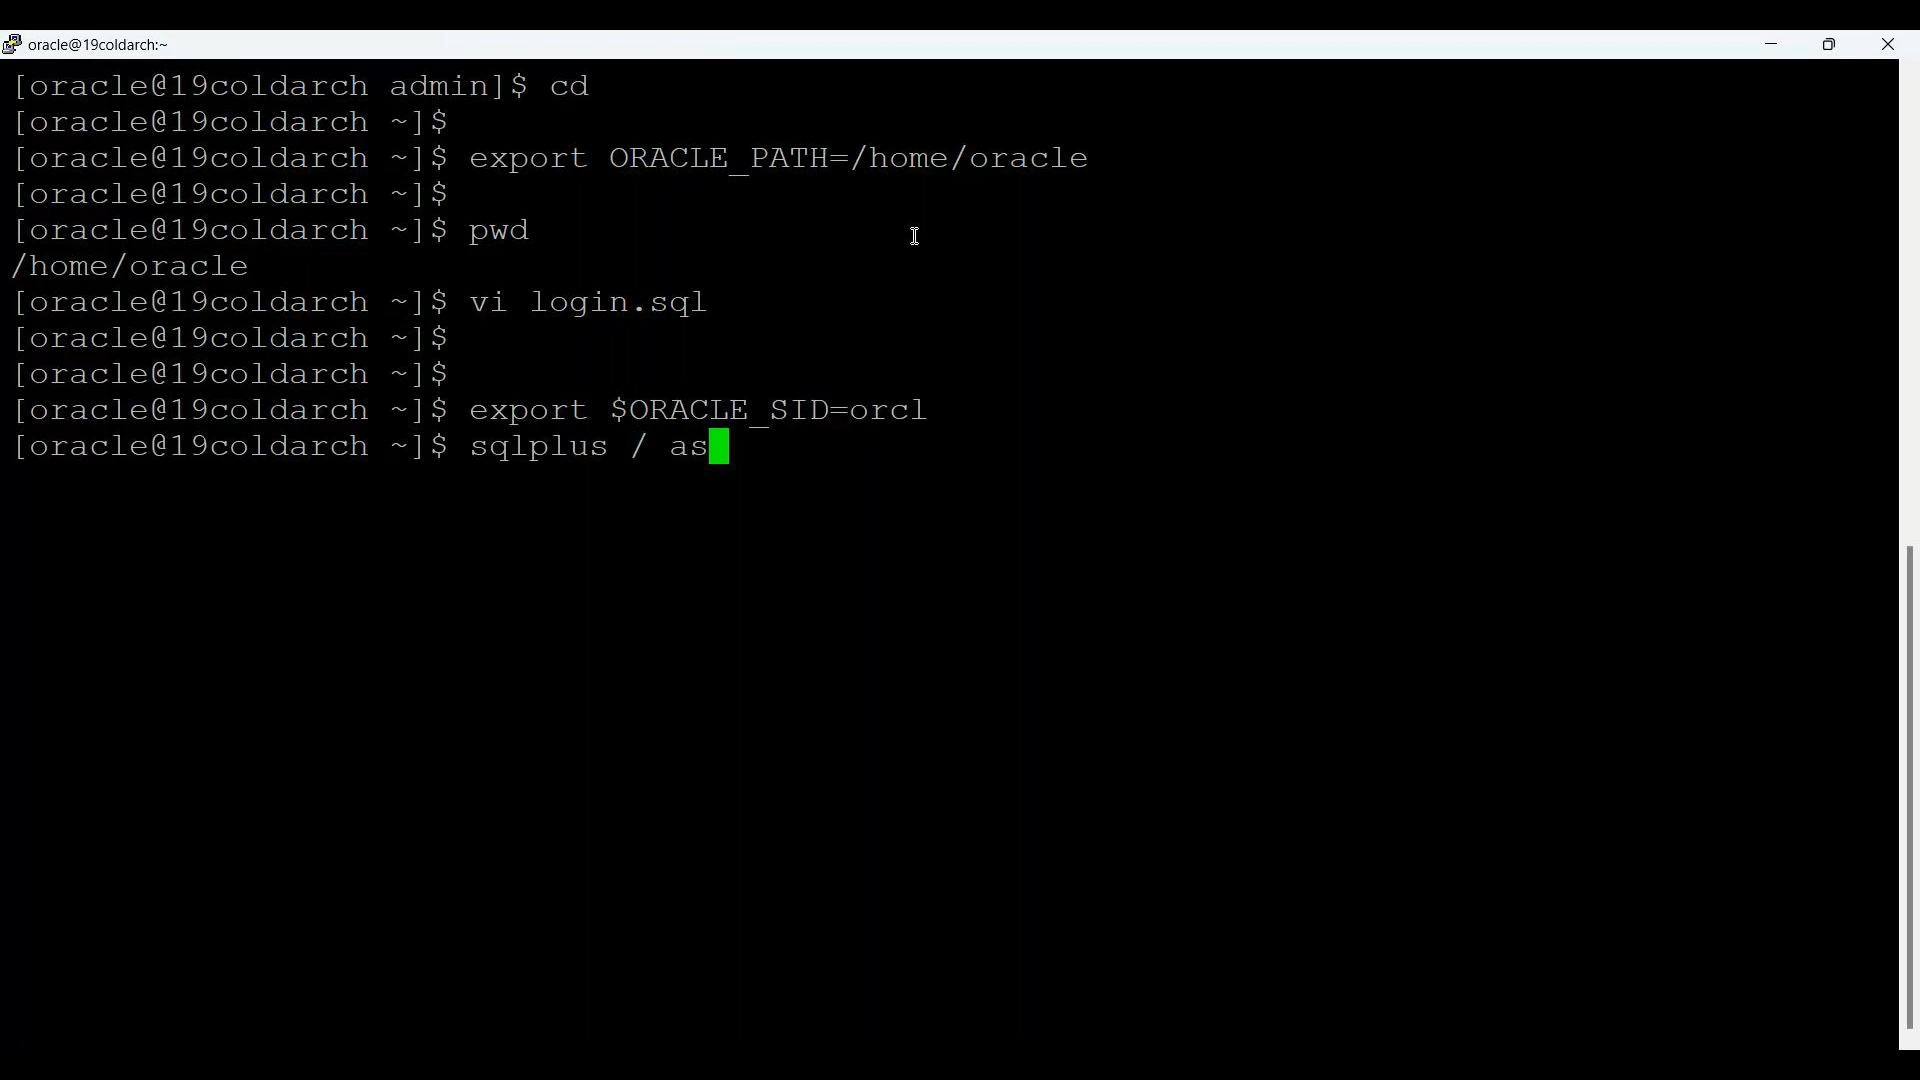 oracle@19coldarch:~
[oracle@19coldarch admin]$ cd
[oracle@19coldarch ~]$
[oracle@19coldarch ~]$ export ORACLE_PATH=/home/oracle
[oracle@19coldarch ~]$
[oracle@19coldarch ~]$ pwd
/home/oracle
[oracle@19coldarch ~]$ vi login.sql
[oracle@19coldarch ~]$
[oracle@19coldarch ~]$
[oracle@19coldarch ~]$ export $ORACLE_SID=orcl
[oracle@19coldarch ~]$ sqlplus / as